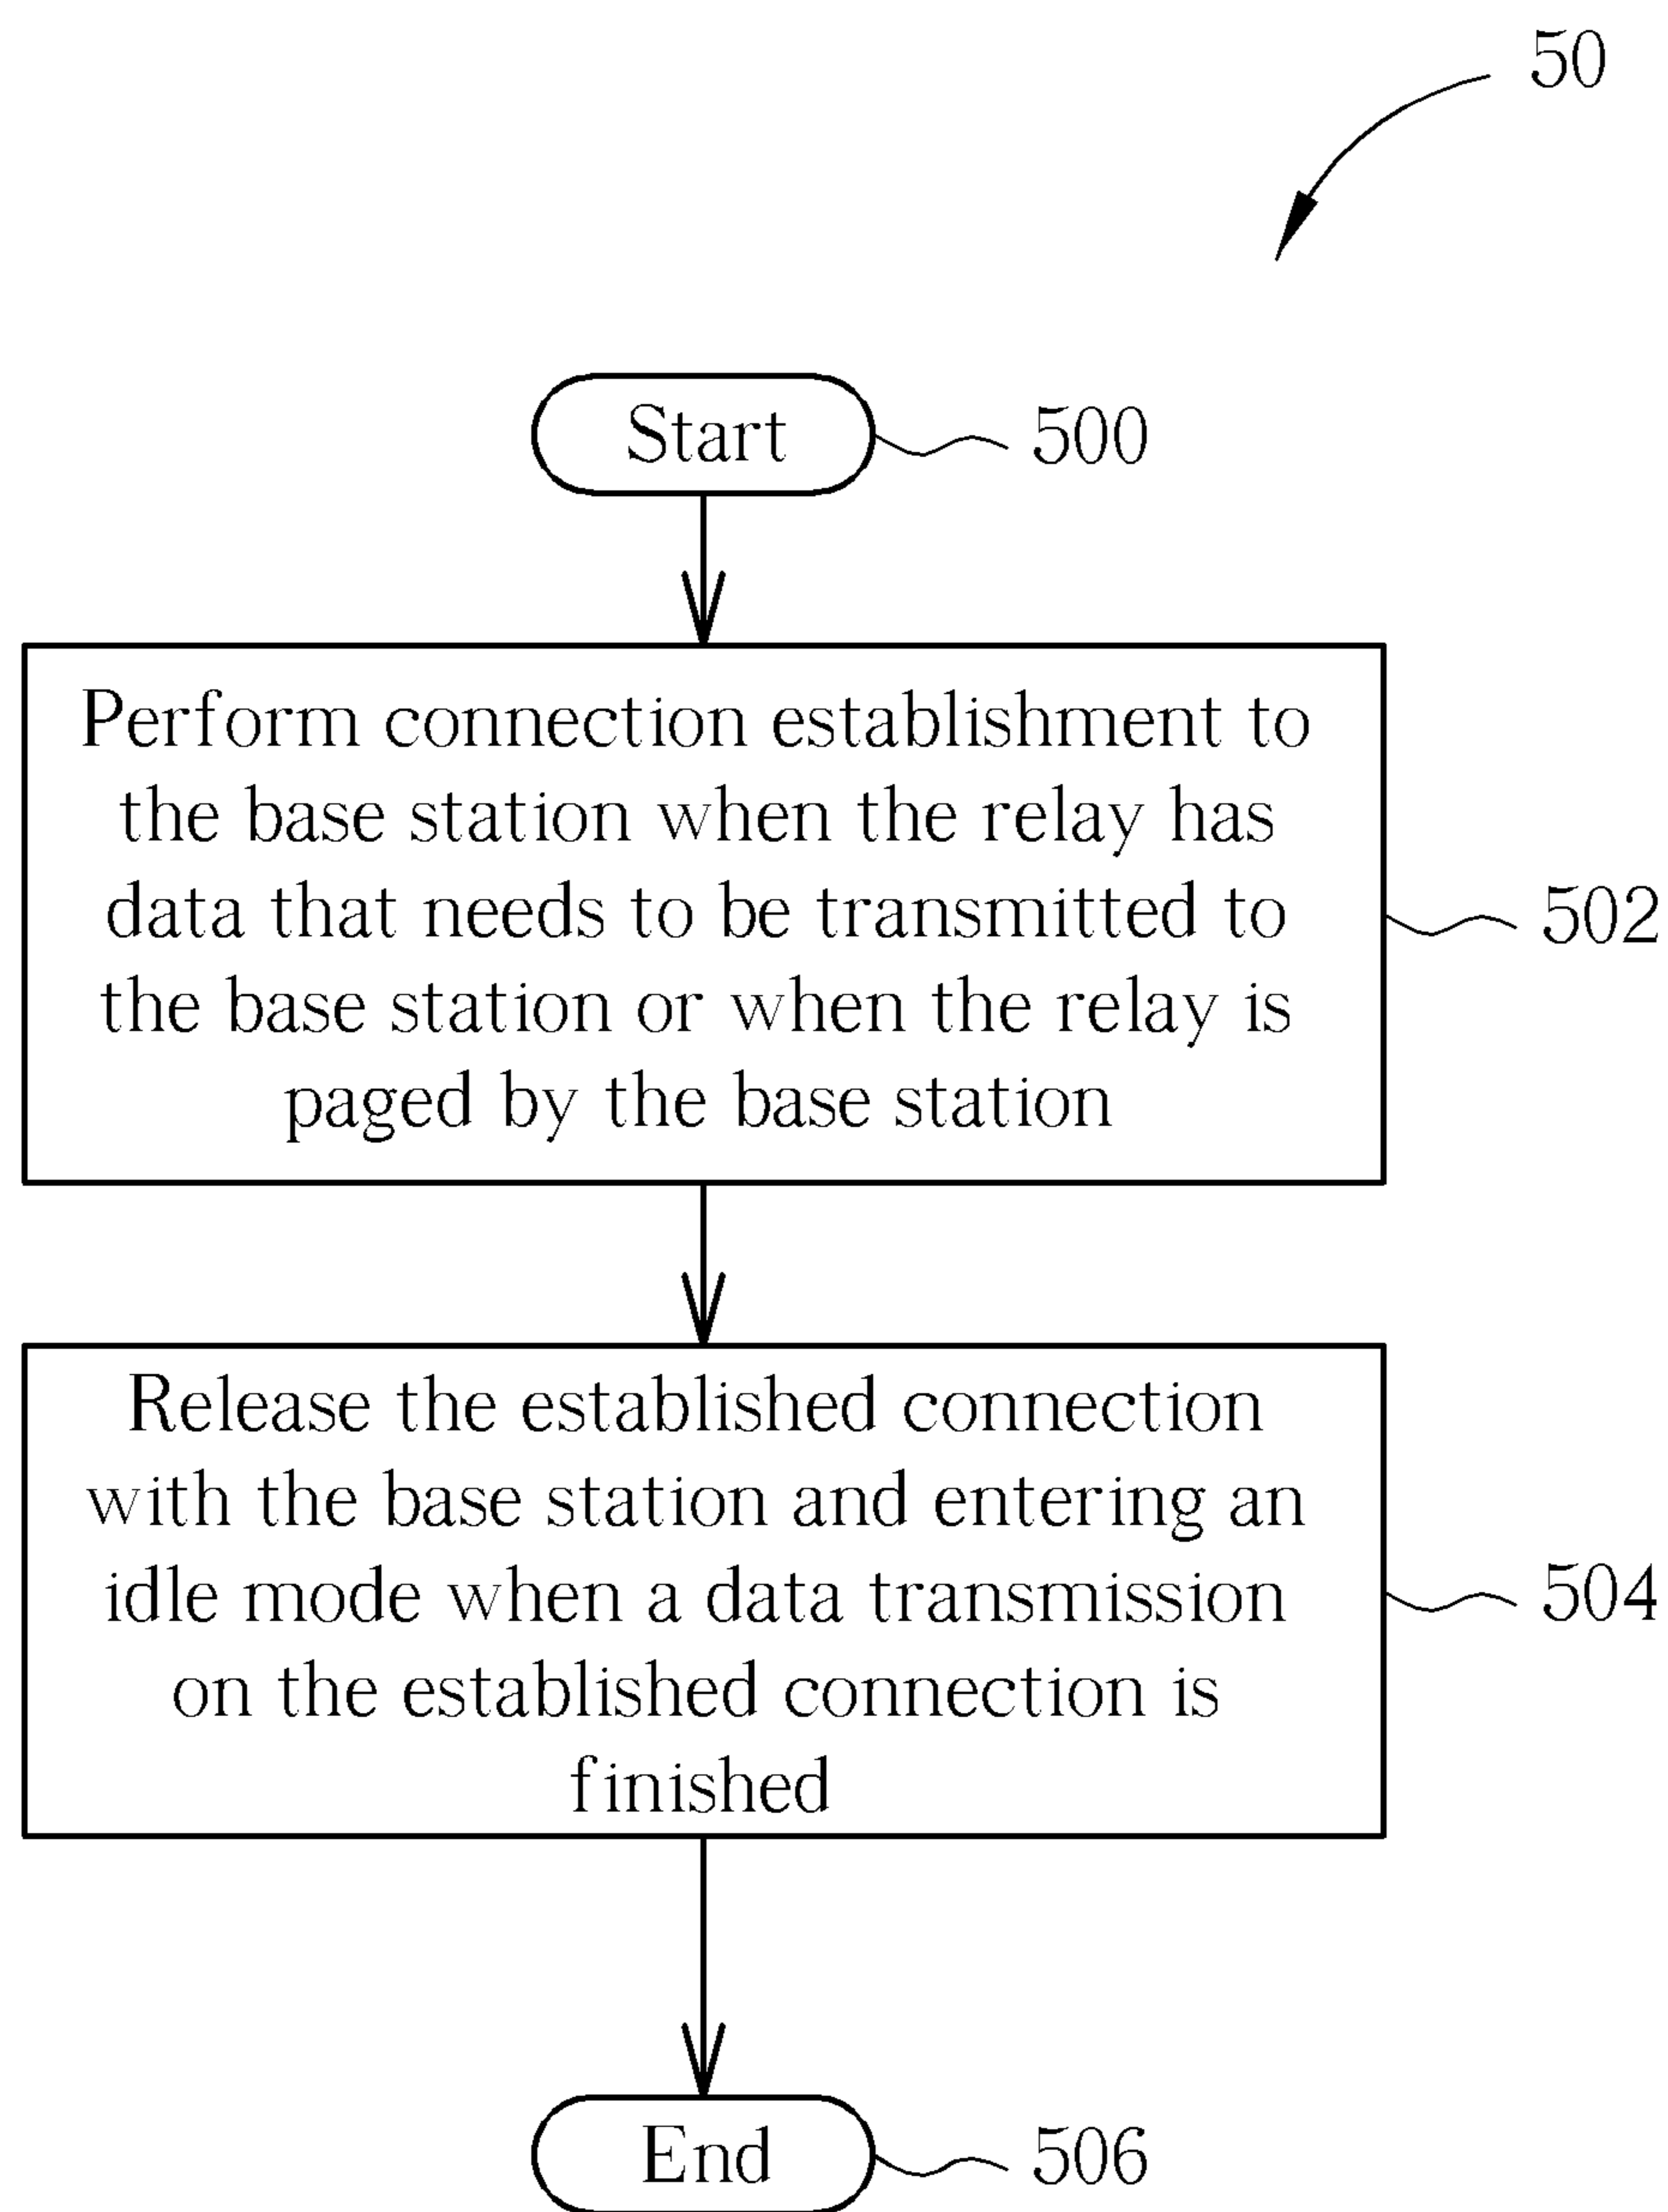 50
Start
500
Perform connection establishment to
the base station when the relay has
data that needs to be transmitted to
the base station or when the relay is
paged by the base station
502
Release the established connection
with the base station and entering an
idle mode when a data transmission
on the established connection is
finished
504
End
506